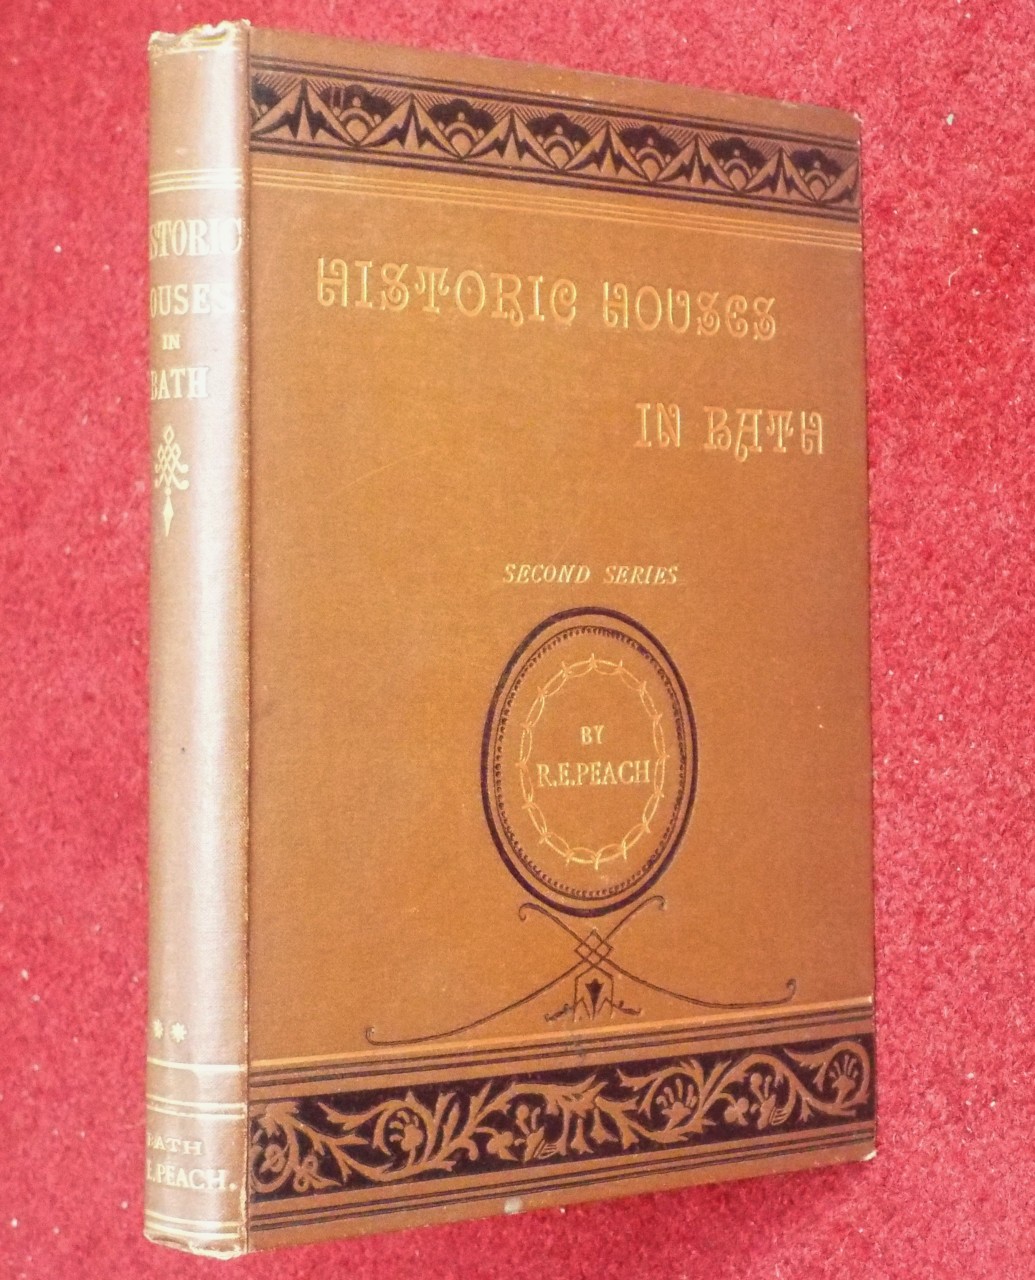 HISTORIC HOUSES
IN BATH
SECOND SERIES
BY
R.E.PEACH
STORIC
OUSES
IN
BATH
BATH
.E.PEACH.